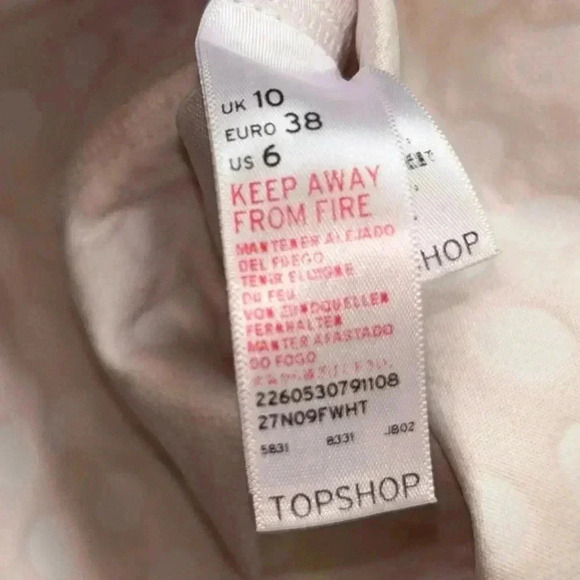 UK 10
EURO 38
US 6
KEEP AWAY
FROM FIRE
MANTENER ALEJADO
DEL FUEGO
TENIR ELOIGNE
DU FEU
VON ZUNDQUELLEN
FERNHALTEN
MANTER AFASTADO
DO FOGO
2260530791108
27N09FWHT
5831 8331 JB02
TOPSHOP
HOP